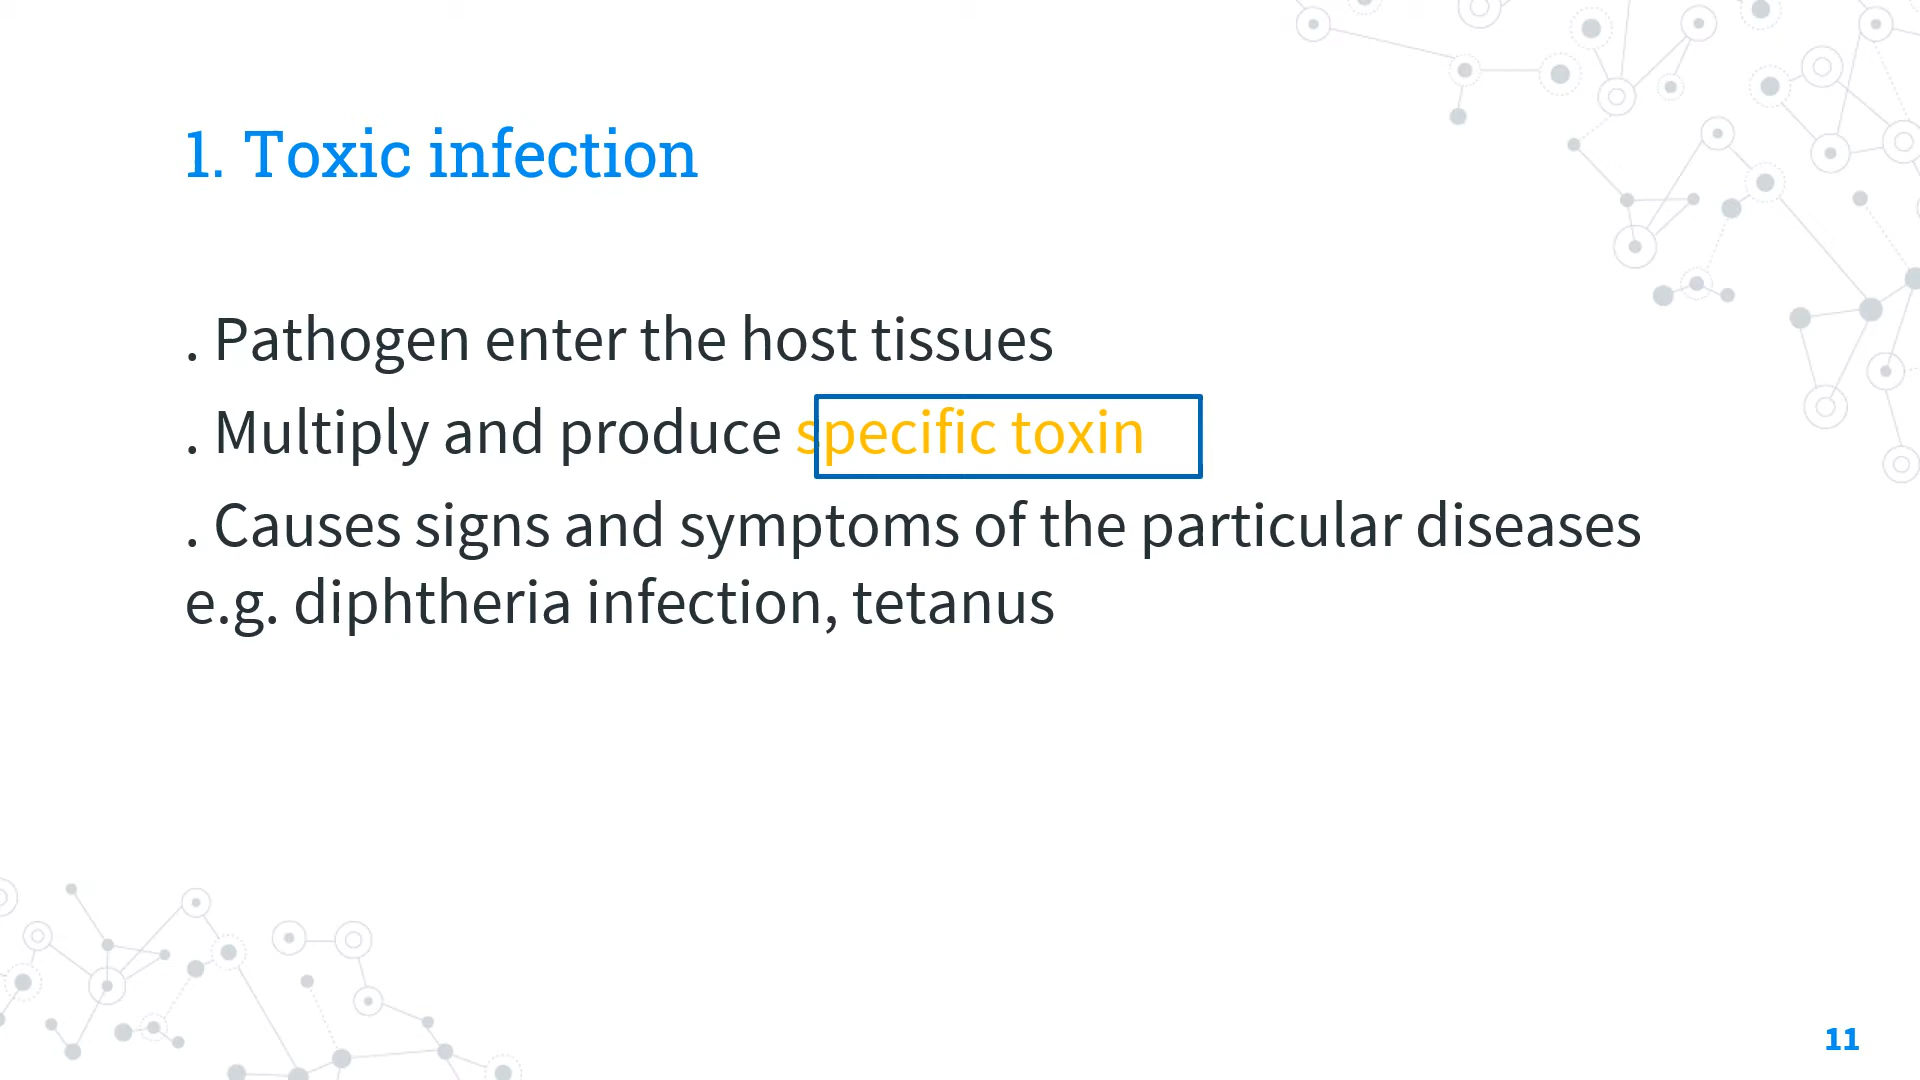 1. Toxic infection
. Pathogen enter the host tissues
. Multiply and produce specific toxin
. Causes signs and symptoms of the particular diseases
e.g. diphtheria infection, tetanus
11